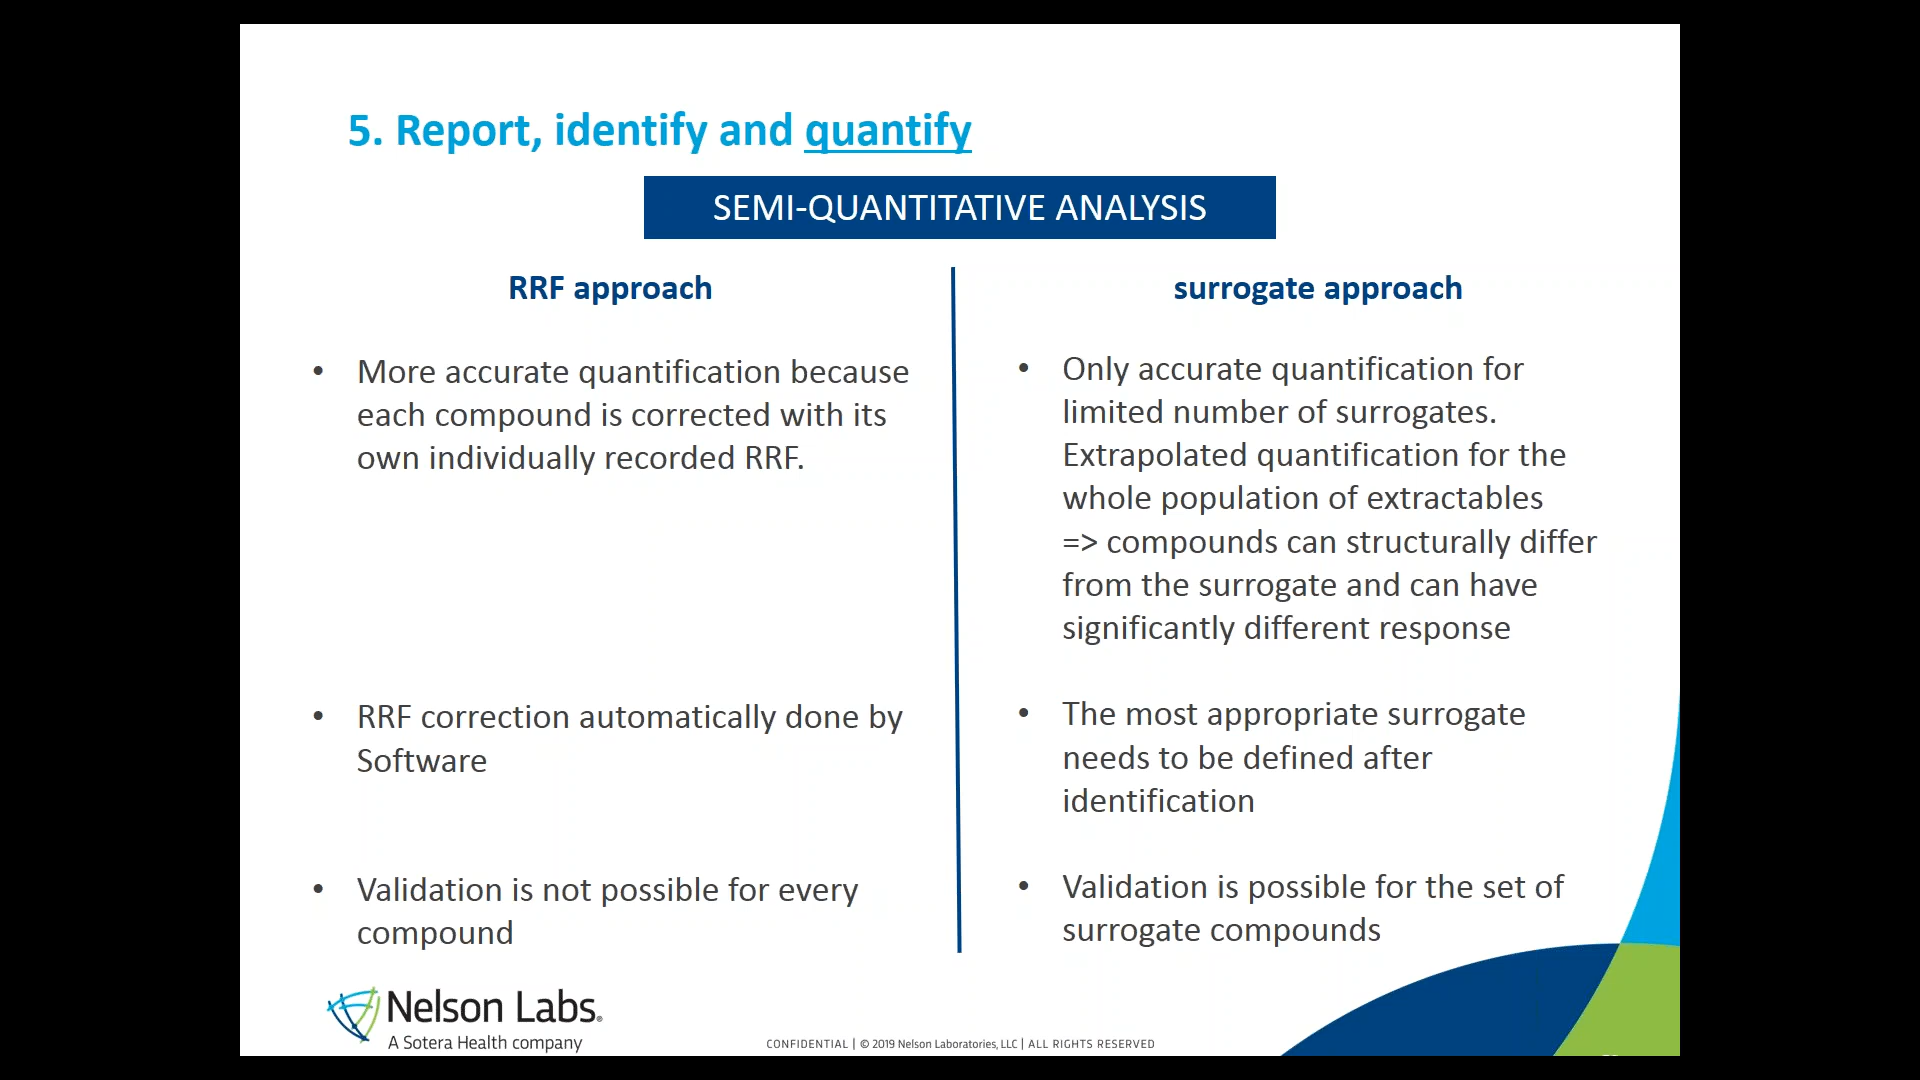 5. Report, identify and quantify
SEMI-QUANTITATIVE ANALYSIS
RRF approach
• More accurate quantification because
each compound is corrected with its
own individually recorded RRF.
• RRF correction automatically done by
Software
• Validation is not possible for every
compound
surrogate approach
• Only accurate quantification for
limited number of surrogates.
Extrapolated quantification for the
whole population of extractables
=> compounds can structurally differ
from the surrogate and can have
significantly different response
• The most appropriate surrogate
needs to be defined after
identification
• Validation is possible for the set of
surrogate compounds
Nelson Labs®
A Sotera Health company
CONFIDENTIAL | © 2019 Nelson Laboratories, LLC | ALL RIGHTS RESERVED